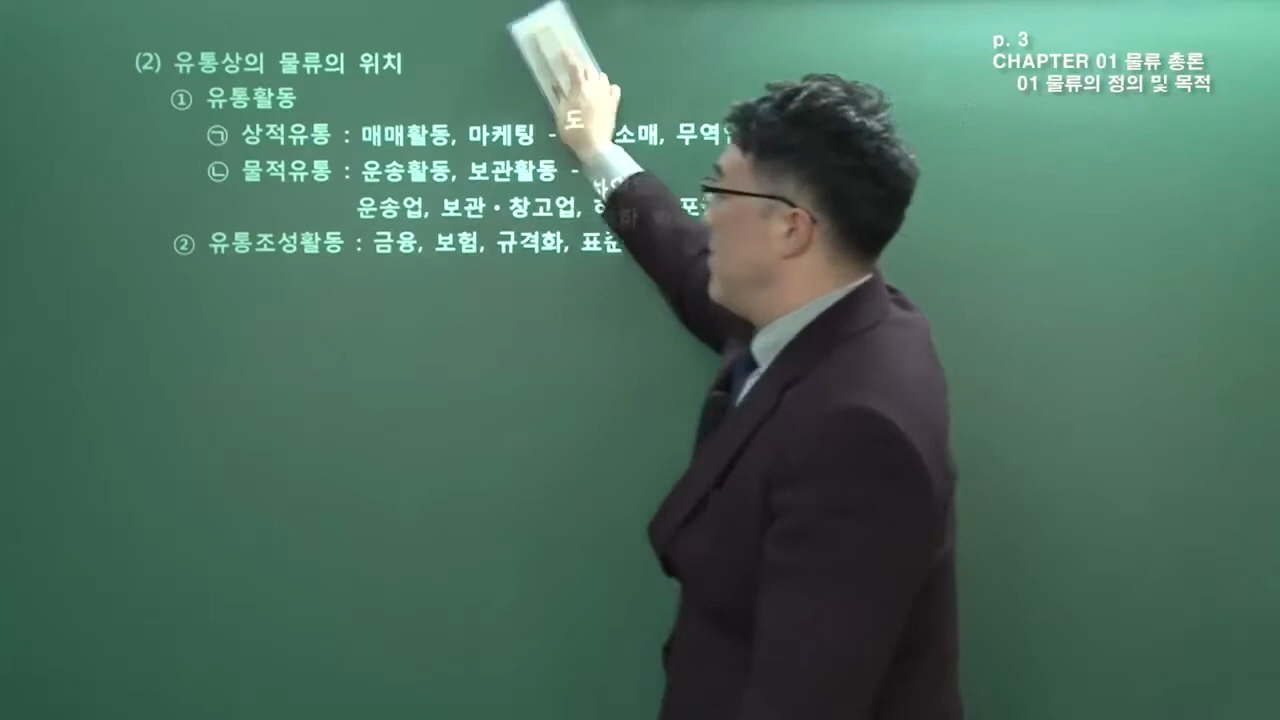 (2) 유통상의 물류의 위치
① 유통활동
㉠ 상적유통 : 매매활동, 마케팅 - 도 소매, 무역
㉡ 물적유통 : 운송활동, 보관활동 -
운송업, 보관·창고업,
② 유통조성활동 : 금융, 보험, 규격화, 표준
p. 3
CHAPTER 01 물류 총론
01 물류의 정의 및 목적